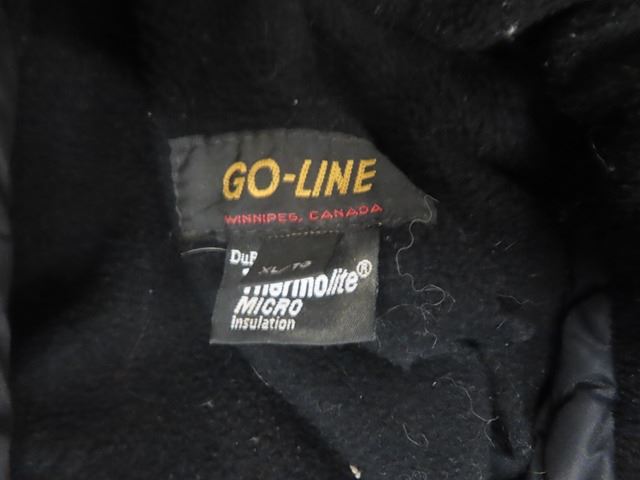 GO-LINE
WINNIPEG, CANADA
XL/TG
Thermolite®
MICRO
Insulation